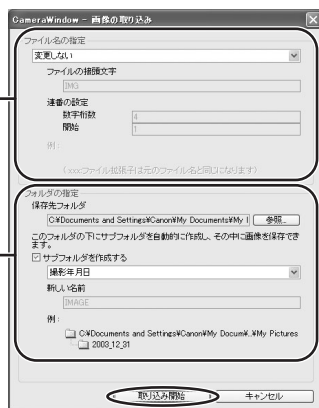 CameraWindow - 画像の取り込み
ファイル名の指定
変更しない
ファイルの接頭文字
IMG
連番の設定
数字桁数 4
開始 1
例:
(xxx:ファイル拡張子は元のファイル名と同じになります)
フォルダの指定
保存先フォルダ
C:¥Documents and Settings¥Canon¥My Documents¥My I 参照...
このフォルダの下にサブフォルダを自動的に作成し、その中に画像を保存でき
ます。
サブフォルダを作成する
撮影年月日
新しい名前
IMAGE
例:
C:¥Documents and Settings¥Canon¥My Docum¥..¥My Pictures
2003_12_31
取り込み開始 キャンセル